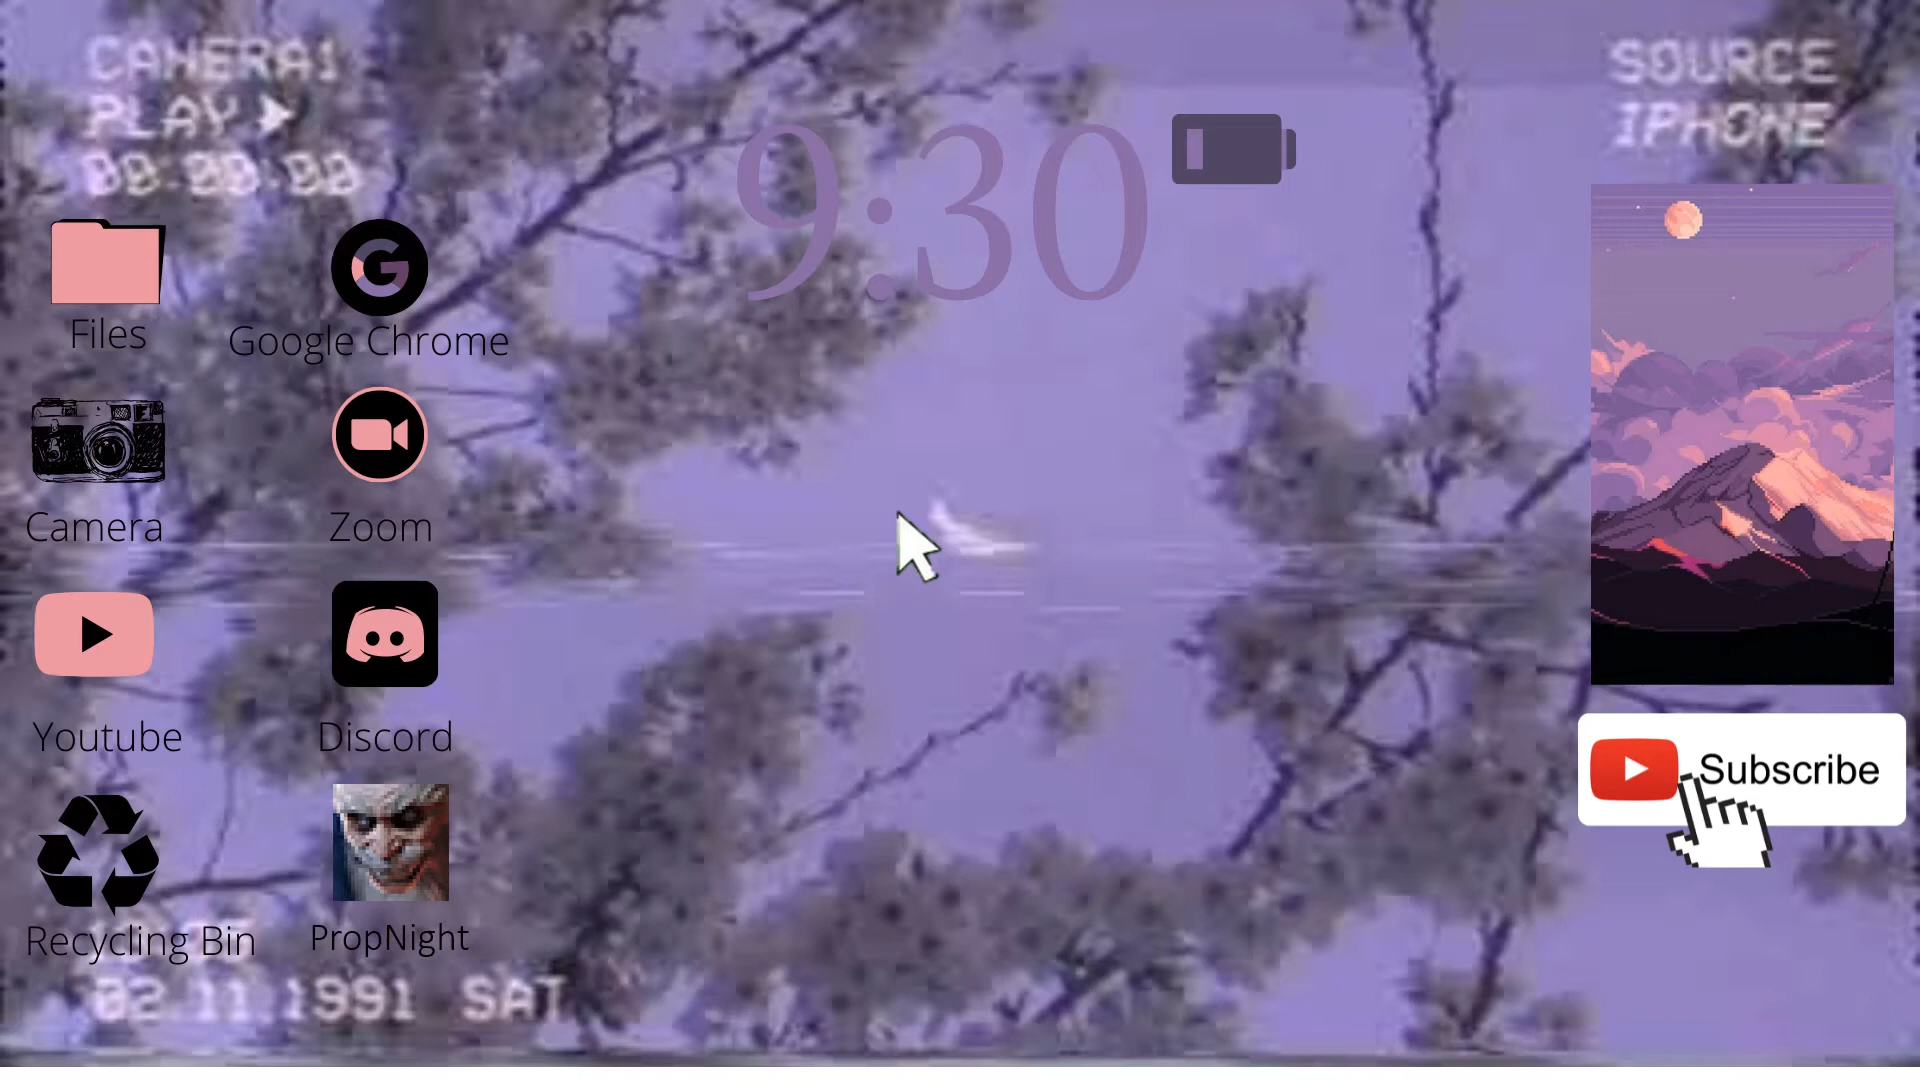 CAMERA1
PLAY
00:00:00
SOURCE
IPHONE
9:30
Files
Google Chrome
Camera
Zoom
Youtube
Discord
Subscribe
Recycling Bin
PropNight
02.11.1991 SAT